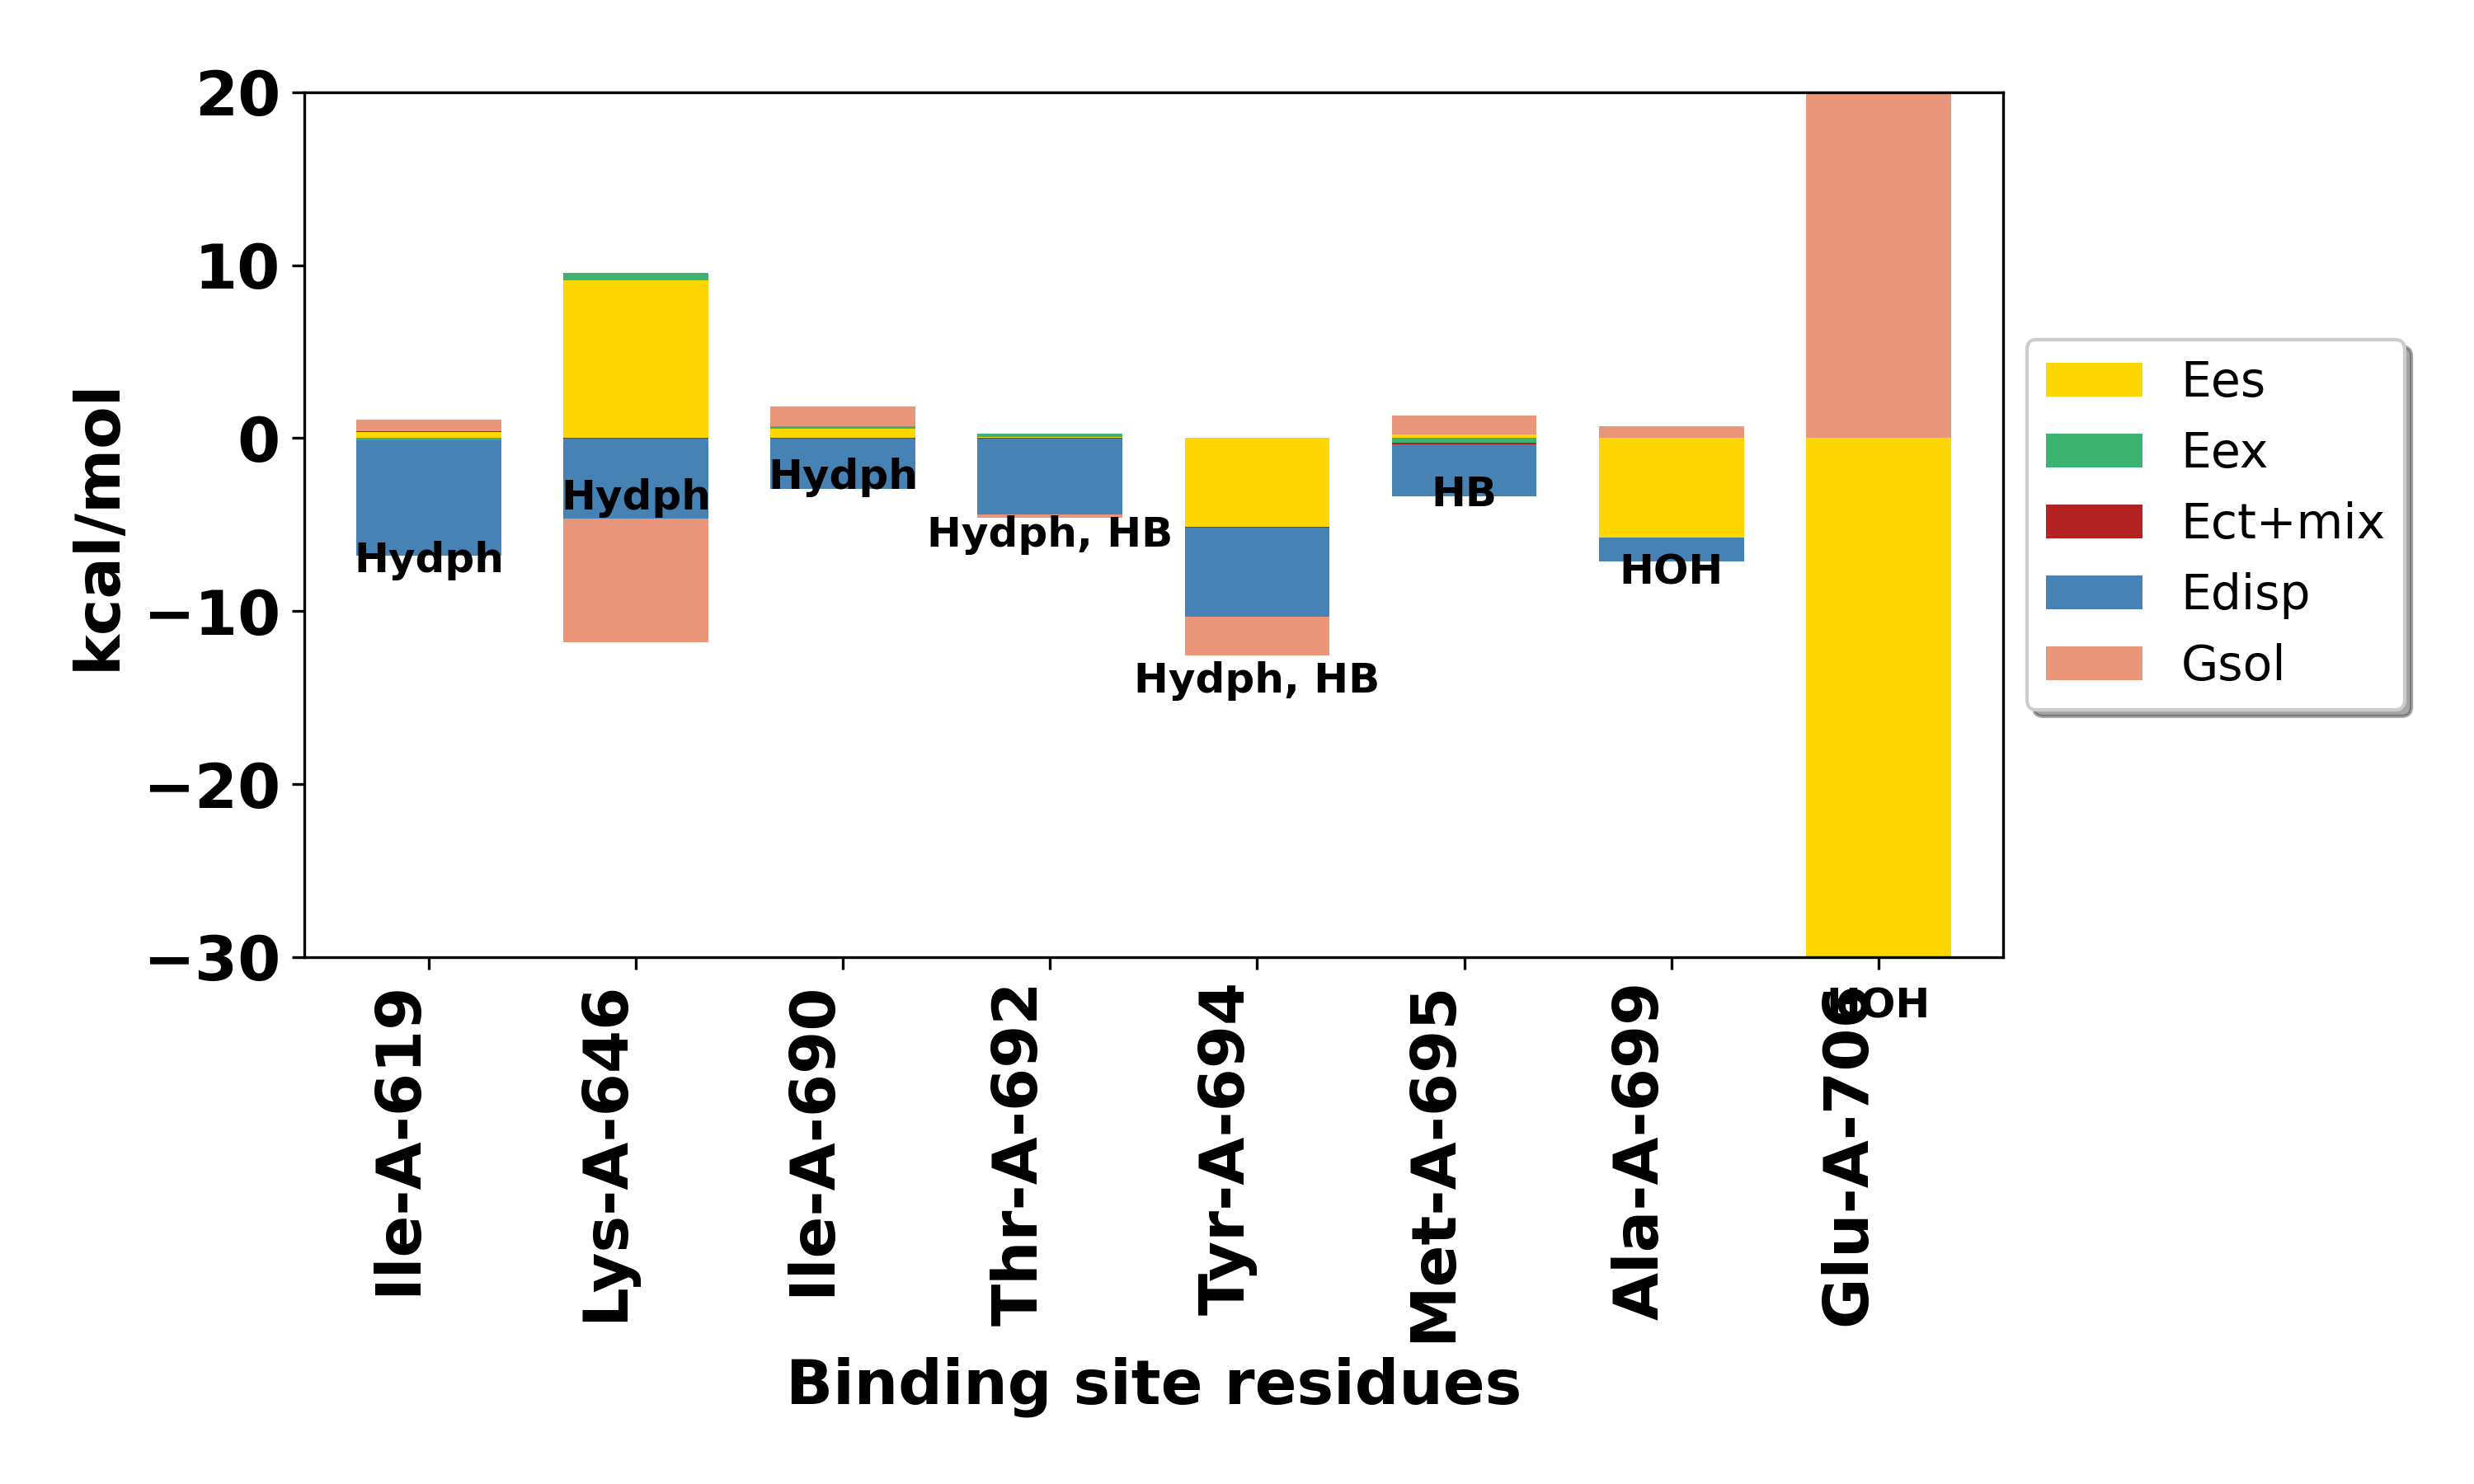 20
10
0
−10
−20
−30
kcal/mol
Hydph
Hydph
Hydph
Hydph, HB
Hydph, HB
HB
HOH
HOH
Ees
Eex
Ect+mix
Edisp
Gsol
Ile-A-619
Lys-A-646
Ile-A-690
Thr-A-692
Tyr-A-694
Met-A-695
Ala-A-699
Glu-A-706
Binding site residues